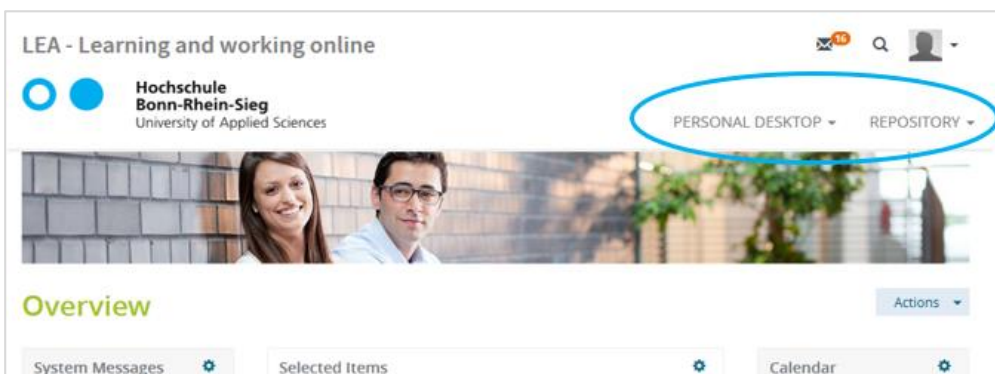 LEA - Learning and working online
16
Hochschule
Bonn-Rhein-Sieg
University of Applied Sciences
PERSONAL DESKTOP
REPOSITORY
Overview
Actions
System Messages
Selected Items
Calendar